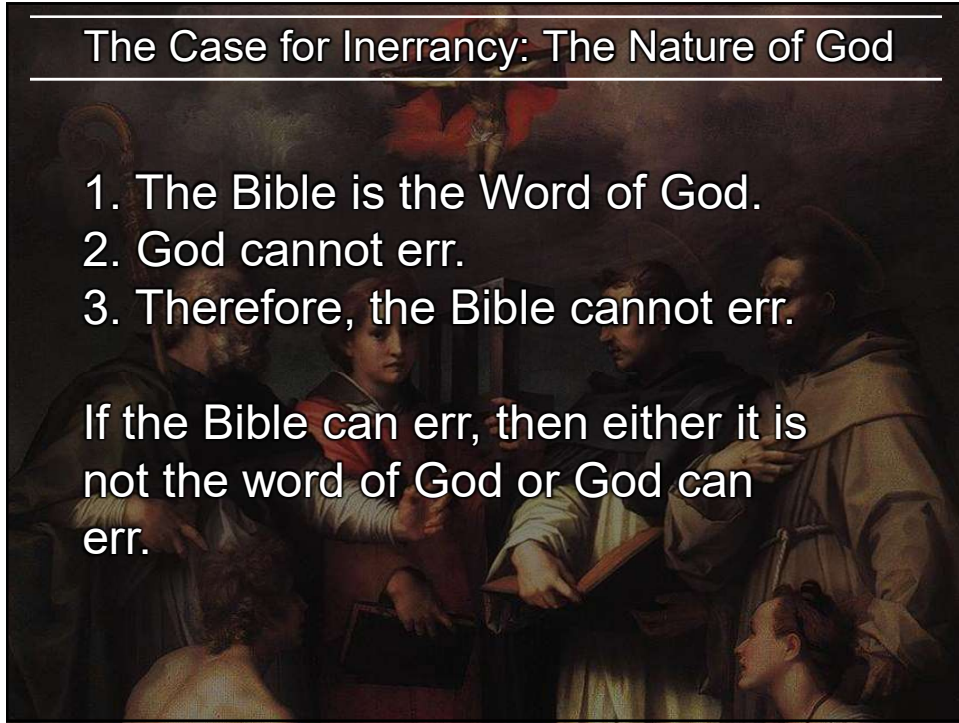 The Case for Inerrancy: The Nature of God
1. The Bible is the Word of God.
2. God cannot err.
3. Therefore, the Bible cannot err.
If the Bible can err, then either it is
not the word of God or God can
err.